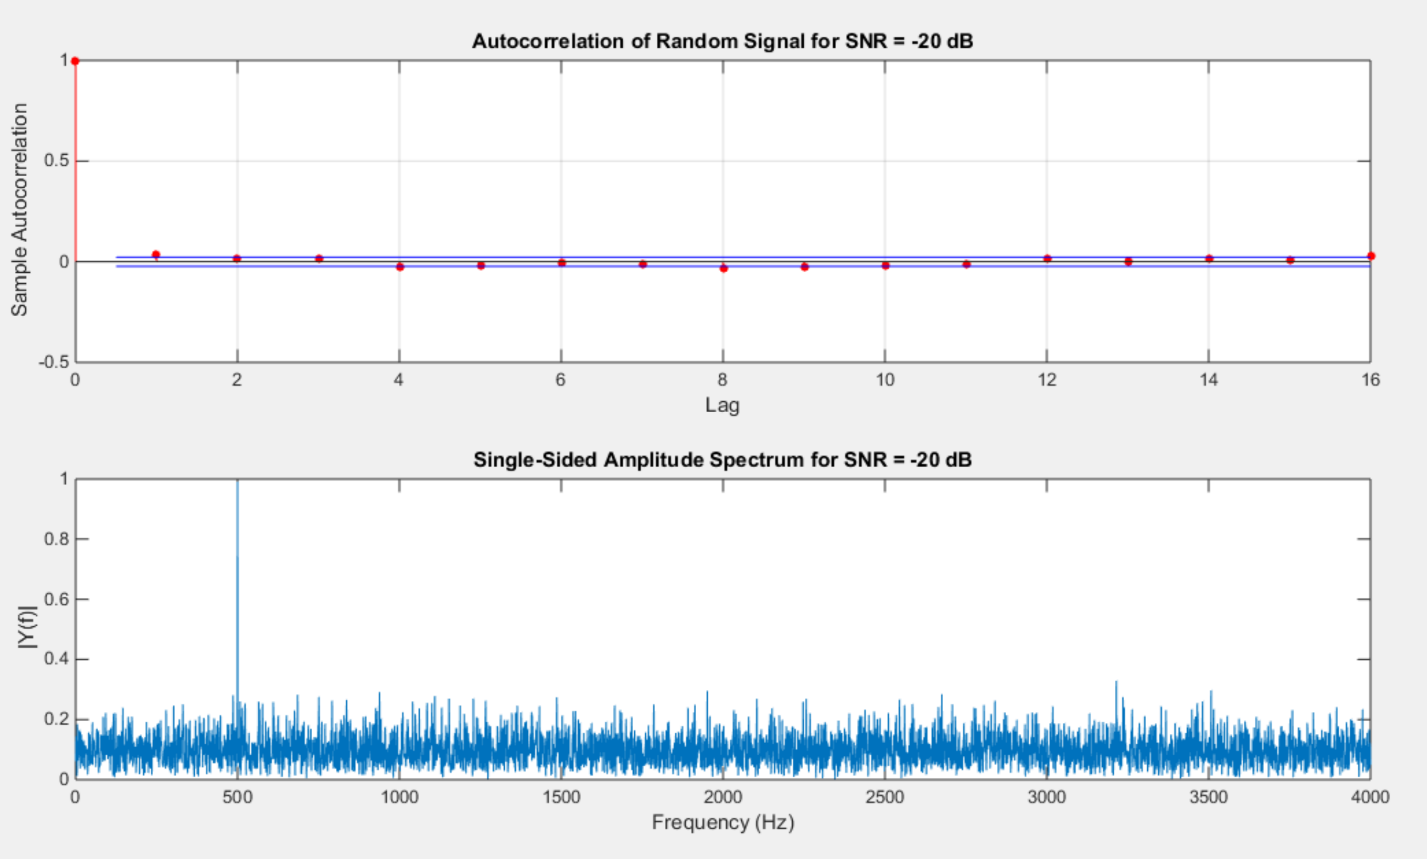 Autocorrelation of Random Signal for SNR = -20 dB
1
0.5
0
-0.5
Sample Autocorrelation
0 2 4 6 8 10 12 14 16
Lag
Single-Sided Amplitude Spectrum for SNR = -20 dB
1
0.8
0.6
0.4
0.2
0
|Y(f)|
0 500 1000 1500 2000 2500 3000 3500 4000
Frequency (Hz)